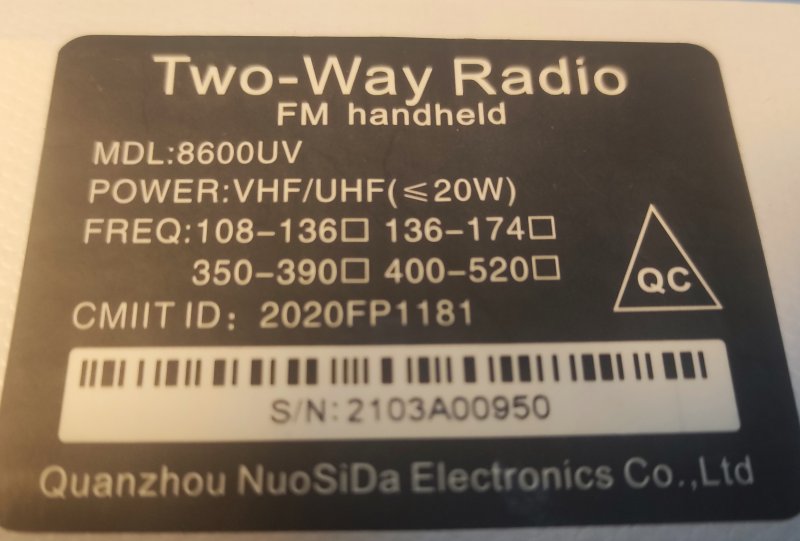 Two-Way Radio
FM handheld
MDL:8600UV
POWER:VHF/UHF(≤20W)
FREQ:108-136□ 136-174□
350-390□ 400-520□
QC
CMIIT ID： 2020FP1181
S/N:2103A00950
Quanzhou NuoSiDa Electronics Co.,Ltd